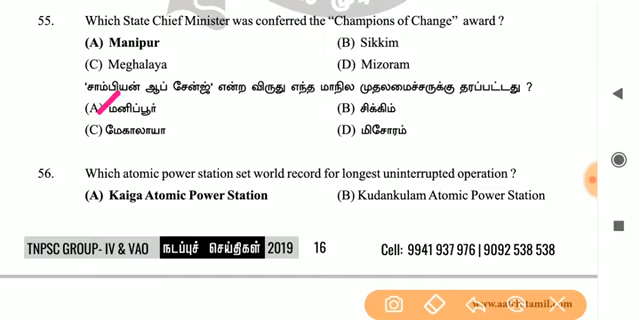 55. Which State Chief Minister was conferred the “Champions of Change” award ?
(A) Manipur (B) Sikkim
(C) Meghalaya (D) Mizoram
‘சாம்பியன் ஆப் சேன்ஜ்’ என்ற விருது எந்த மாநில முதலமைச்சருக்கு தரப்பட்டது ?
(A) மனிப்பூர் (B) சிக்கிம்
(C) மேகாலாயா (D) மிசோரம்
56. Which atomic power station set world record for longest uninterrupted operation ?
(A) Kaiga Atomic Power Station (B) Kudankulam Atomic Power Station
TNPSC GROUP- IV & VAO நடப்புச் செய்திகள் 2019 16 Cell: 9941 937 976 | 9092 538 538